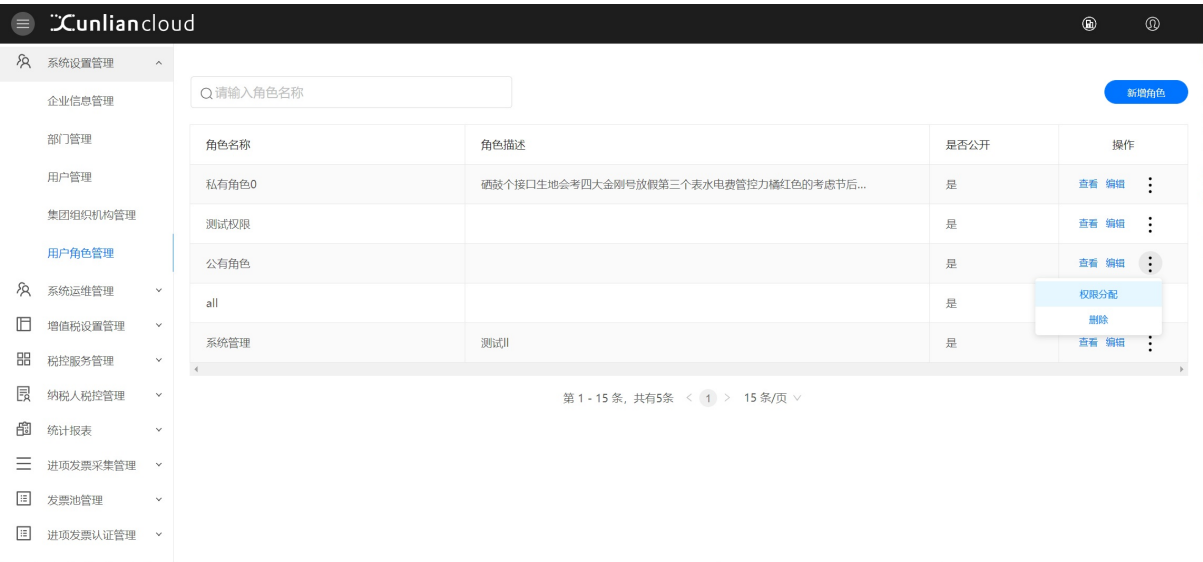 Xunliancloud
系统设置管理
企业信息管理
部门管理
用户管理
集团组织机构管理
用户角色管理
系统运维管理
增值税设置管理
税控服务管理
纳税人税控管理
统计报表
进项发票采集管理
发票池管理
进项发票认证管理
请输入角色名称
新增角色
角色名称 角色描述 是否公开 操作
私有角色0 硒鼓个接口生地会考四大金刚号放假第三个表水电费管控力橘红色的考虑节后... 是 查看 编辑
测试权限 是 查看 编辑
公有角色 是 查看 编辑
all 是
权限分配
删除
系统管理 测试ll 是 查看 编辑
第 1 - 15 条，共有5条 < 1 > 15 条/页